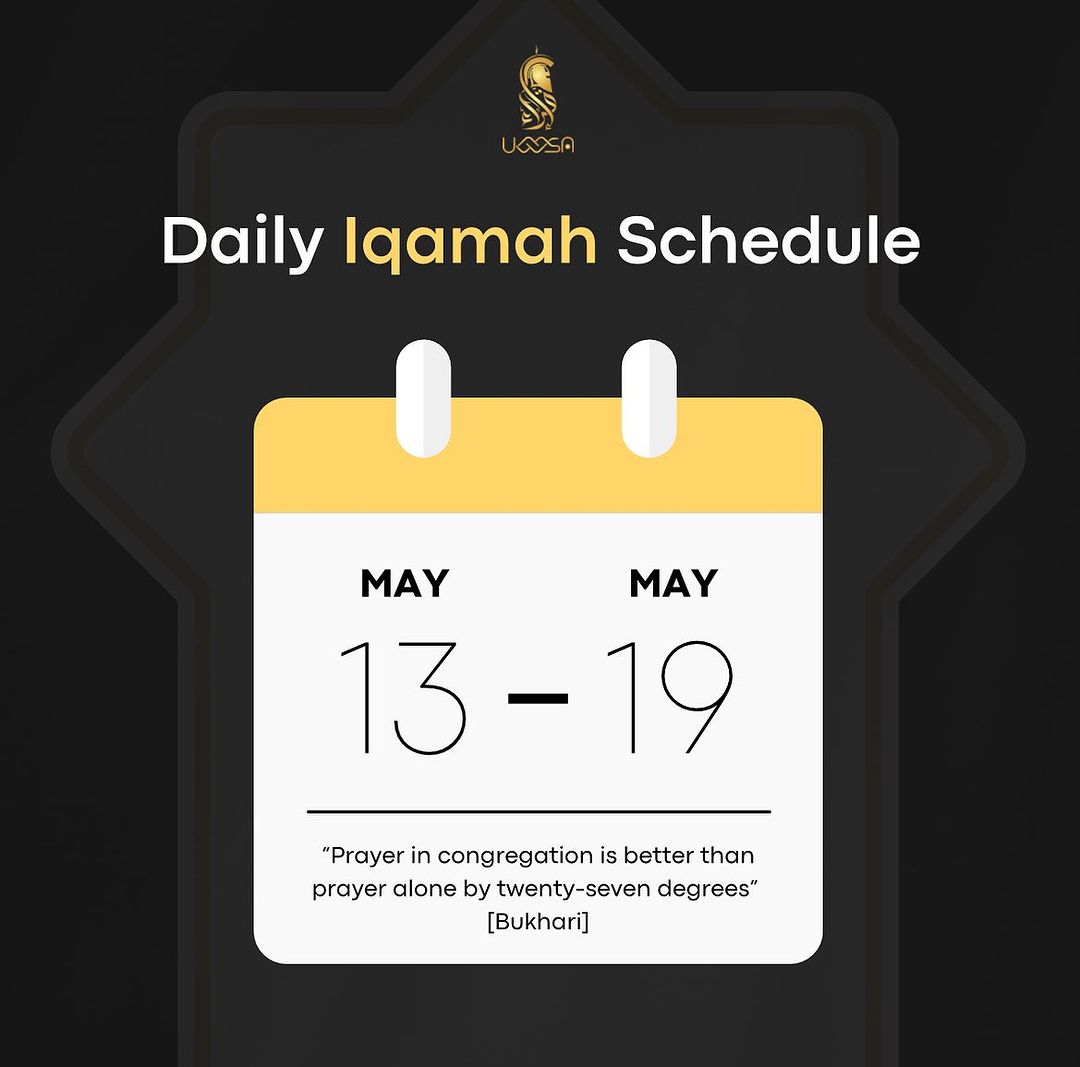 Daily Iqamah Schedule
MAY MAY
13 – 19
“Prayer in congregation is better than
prayer alone by twenty-seven degrees”
[Bukhari]